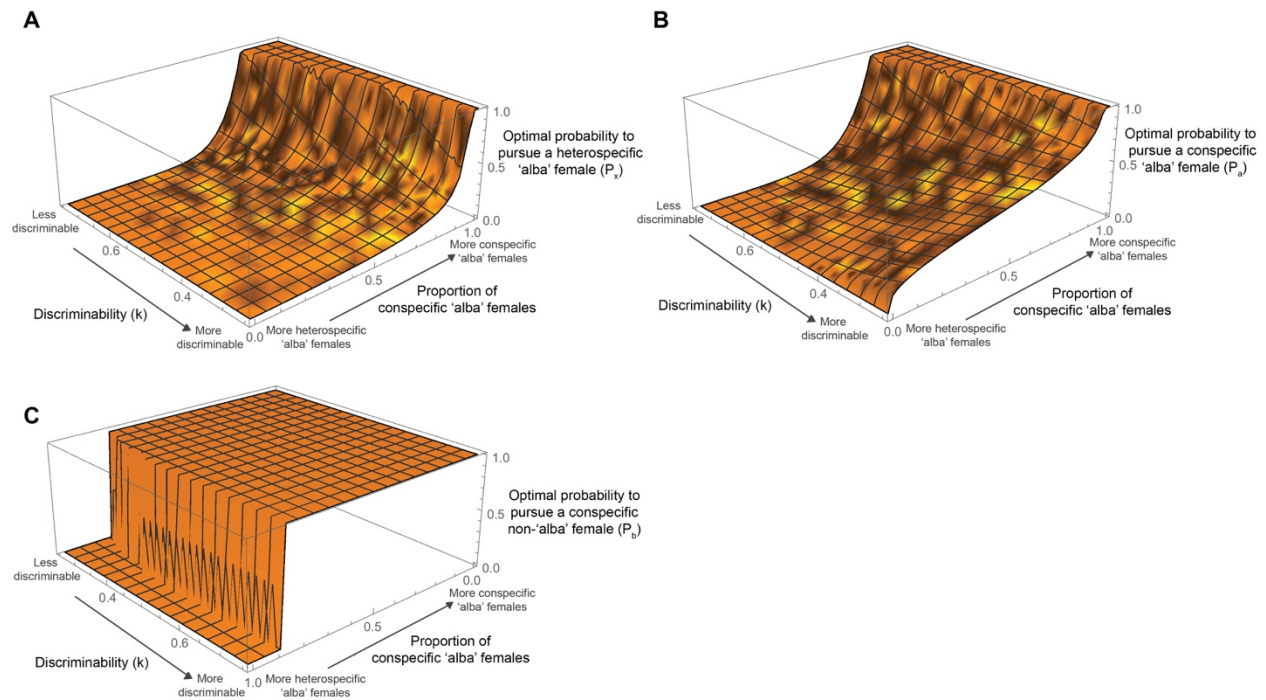 A
1.0
Optimal probability to
pursue a heterospecific
‘alba’ female (Px)
0.5
0.0
Less
discriminable
0.6
0.4
1.0
More conspecific
‘alba’ females
0.5
Discriminability (k)
Proportion of
conspecific ‘alba’ females
More
discriminable
0.0
More heterospecific
‘alba’ females
B
1.0
Optimal probability to
pursue a conspecific
‘alba’ female (Pa)
0.5
0.0
Less
discriminable
0.6
0.4
1.0
More conspecific
‘alba’ females
0.5
Discriminability (k)
Proportion of
conspecific ‘alba’ females
More
discriminable
0.0
More heterospecific
‘alba’ females
C
1.0
Optimal probability to
pursue a conspecific
non-‘alba’ female (Pb)
0.5
0.0
Less
discriminable
0.4
0.6
0.0
More conspecific
‘alba’ females
0.5
Discriminability (k)
Proportion of
conspecific ‘alba’ females
More
discriminable
1.0
More heterospecific
‘alba’ females